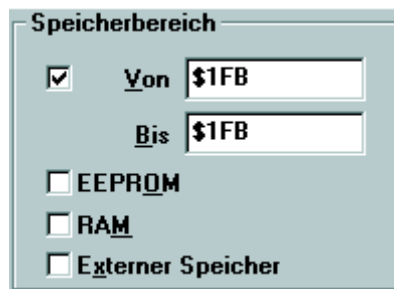 Speicherbereich
Von $1FB
Bis $1FB
EEPROM
RAM
Externer Speicher